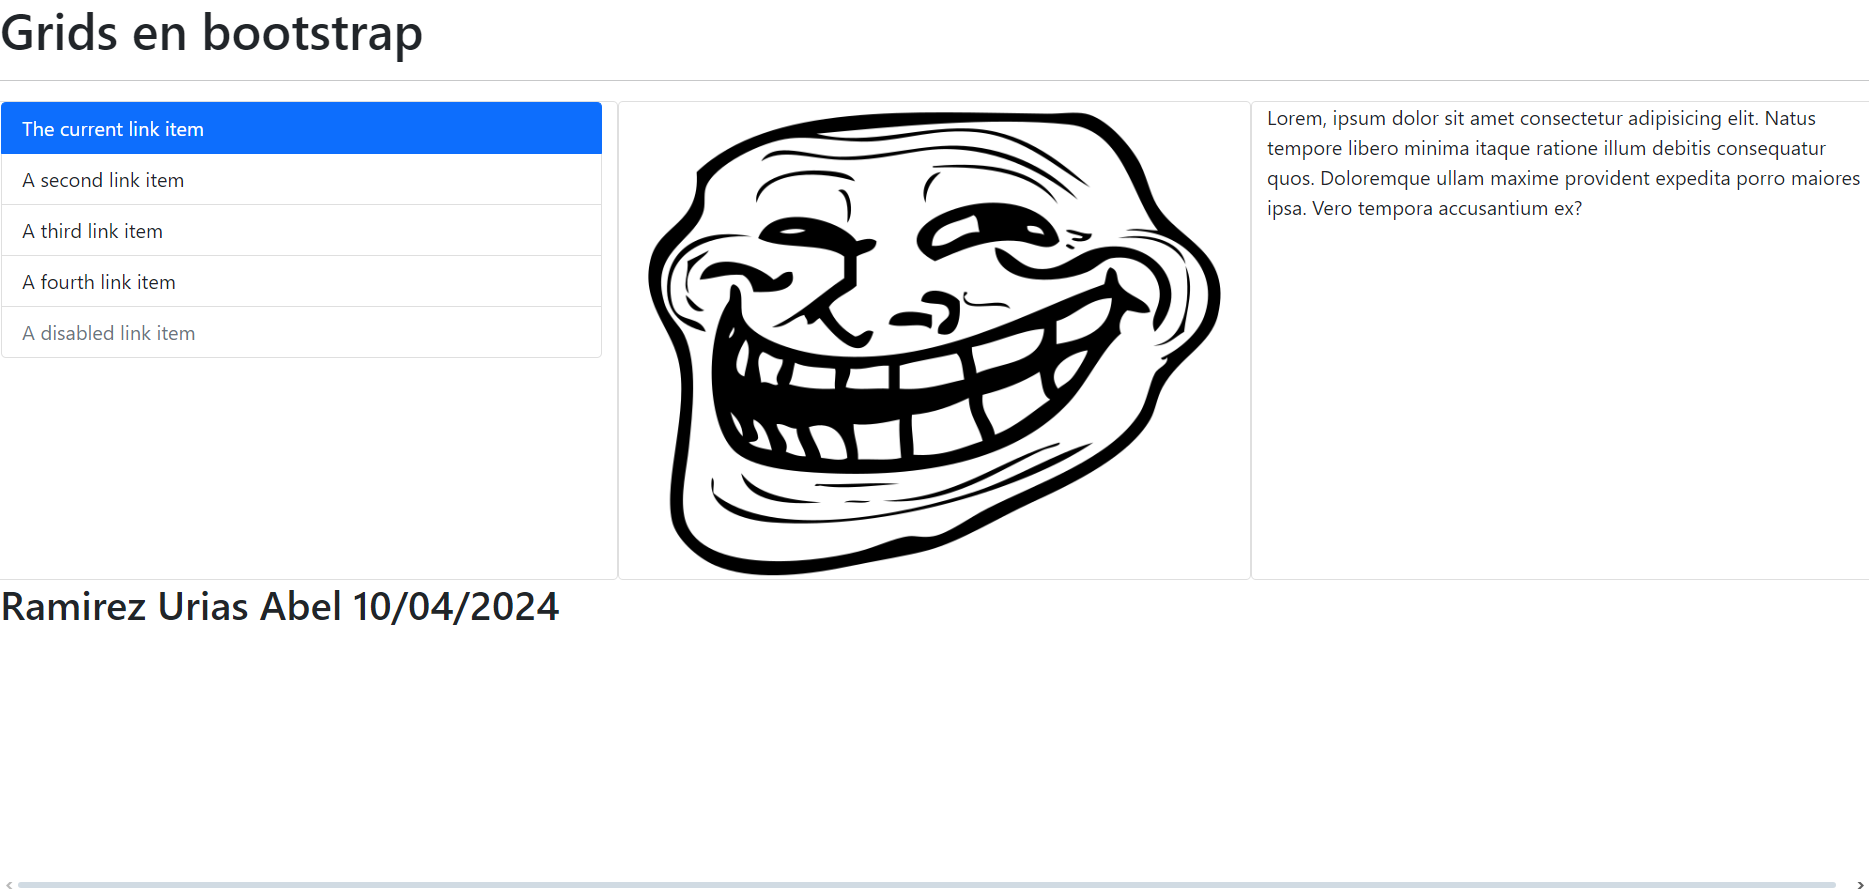 Grids en bootstrap
The current link item
A second link item
A third link item
A fourth link item
A disabled link item
Lorem, ipsum dolor sit amet consectetur adipisicing elit. Natus
tempore libero minima itaque ratione illum debitis consequatur
quos. Doloremque ullam maxime provident expedita porro maiores
ipsa. Vero tempora accusantium ex?
Ramirez Urias Abel 10/04/2024